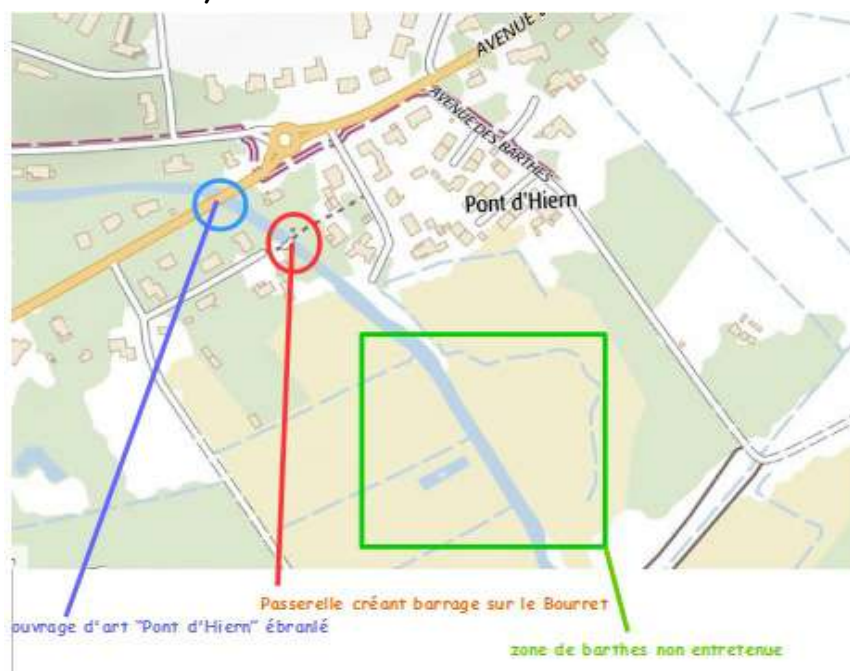 AVENUE
AVENUE DES BARTHES
Pont d'Hiern
Passerelle créant barrage sur le Bourret
ouvrage d'art "Pont d'Hiern" ébranlé
zone de barthes non entretenue